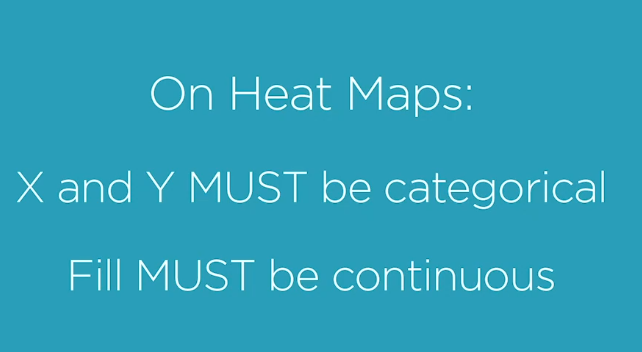 On Heat Maps:
X and Y MUST be categorical
Fill MUST be continuous